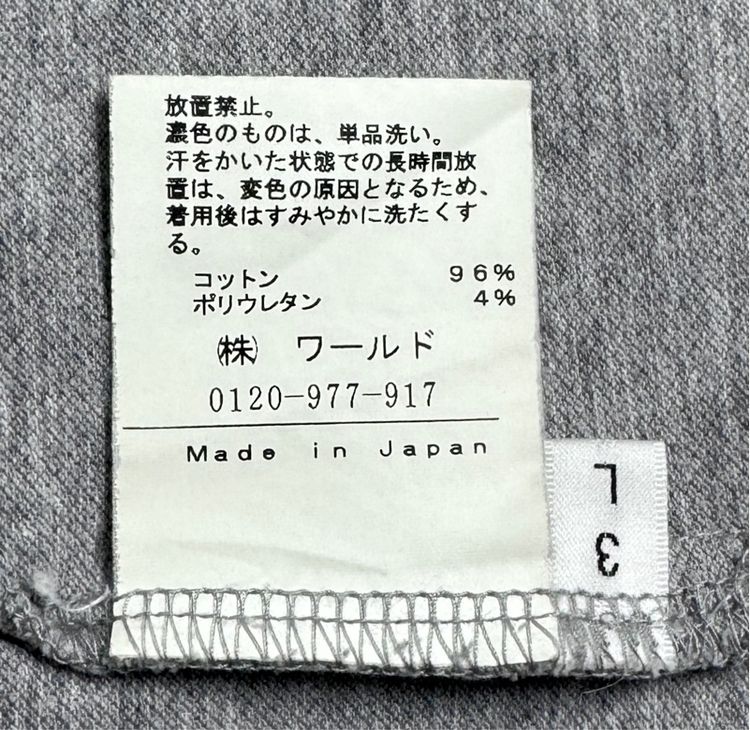 放置禁止。
濃色のものは、単品洗い。
汗をかいた状態での長時間放
置は、変色の原因となるため、
着用後はすみやかに洗たくす
る。
コットン 96%
ポリウレタン 4%
㈱ ワールド
0120-977-917
Made in Japan
L
3